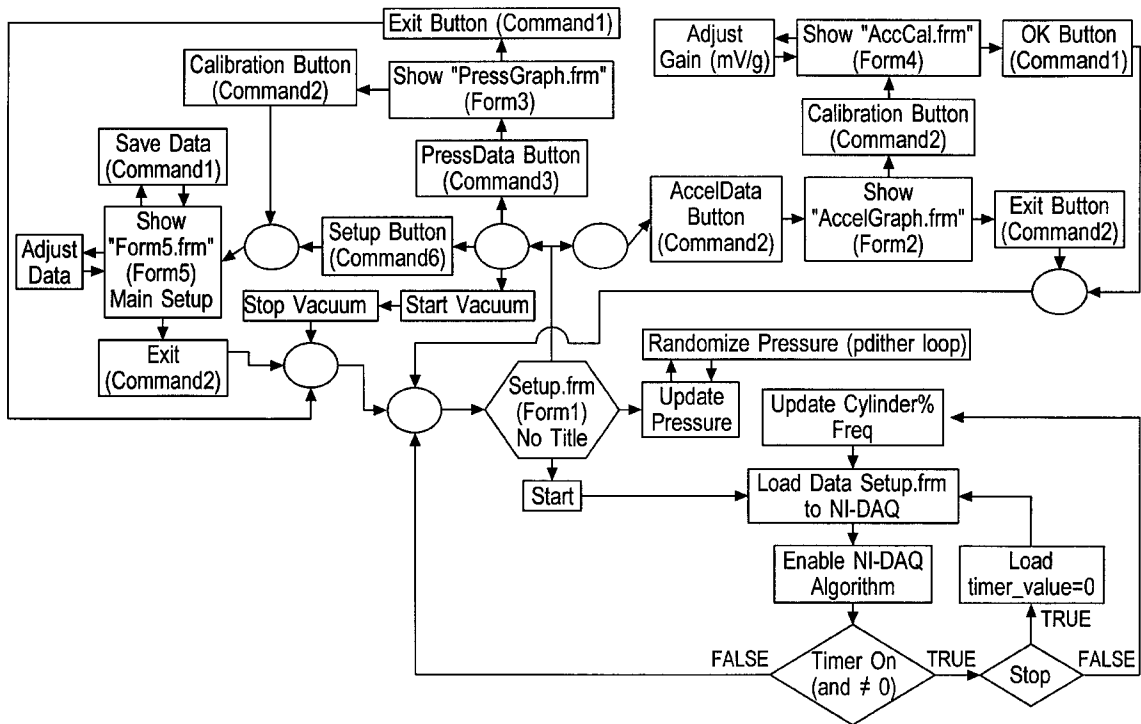 Exit Button (Command1)
Calibration Button
(Command2)
Show "PressGraph.frm"
(Form3)
Save Data
(Command1)
PressData Button
(Command3)
Adjust
Gain (mV/g)
Show "AccCal.frm"
(Form4)
OK Button
(Command1)
Calibration Button
(Command2)
Adjust
Data
Show
"Form5.frm"
(Form5)
Main Setup
Setup Button
(Command6)
AccelData
Button
(Command2)
Show
"AccelGraph.frm"
(Form2)
Exit Button
(Command2)
Stop Vacuum
Start Vacuum
Exit
(Command2)
Setup.frm
(Form1)
No Title
Randomize Pressure (pdither loop)
Update
Pressure
Update Cylinder%
Freq
Start
Load Data Setup.frm
to NI-DAQ
Enable NI-DAQ
Algorithm
Load
timer_value=0
TRUE
FALSE
Timer On
(and ≠ 0)
TRUE
Stop
FALSE